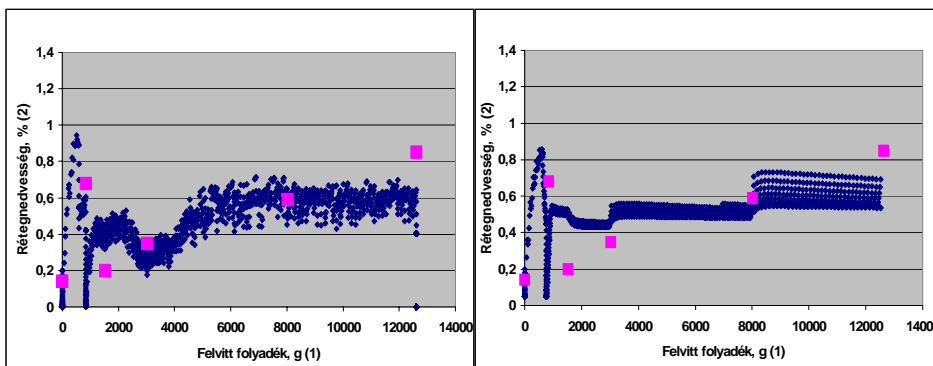 1,4
1,2
1
0,8
0,6
0,4
0,2
0
Rétegnedvesség, % (2)
0 2000 4000 6000 8000 10000 12000 14000
Felvitt folyadék, g (1)
1,4
1,2
1
0,8
0,6
0,4
0,2
0
Rétegnedvesség, % (2)
0 2000 4000 6000 8000 10000 12000 1400
Felvitt folyadék, g (1)